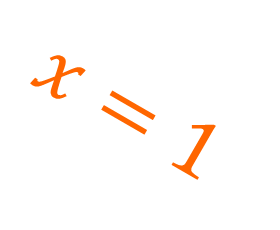 x = 1